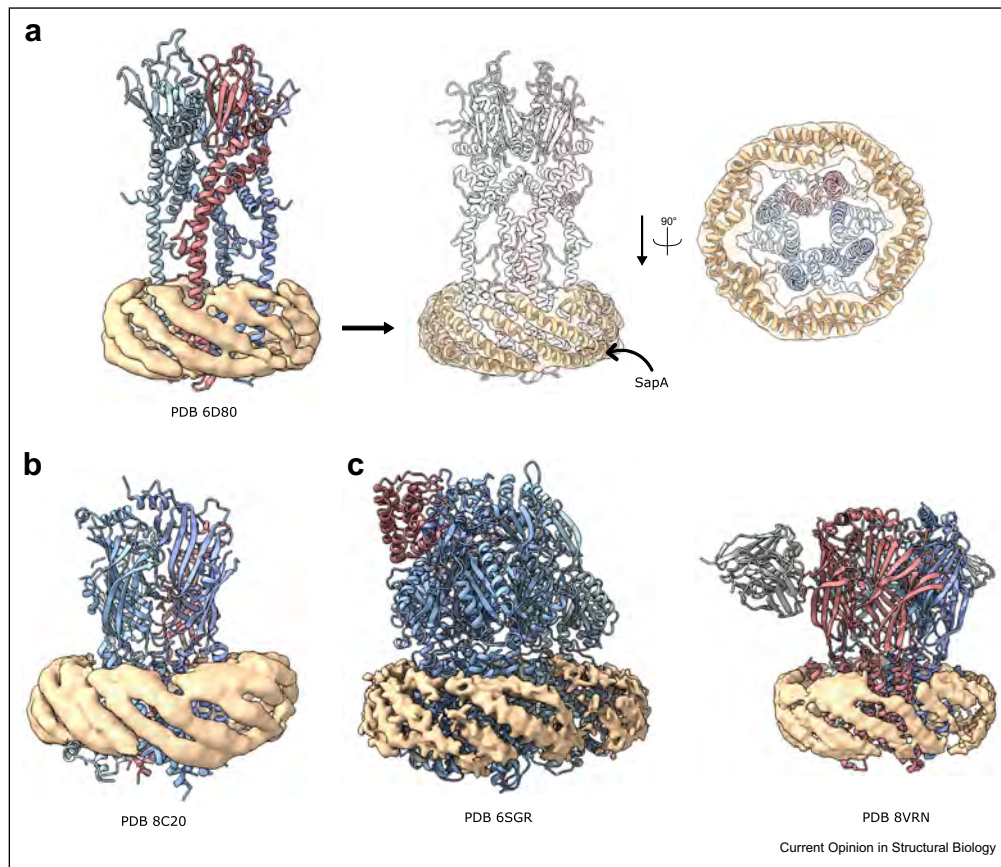 a
90°
SapA
PDB 6D80
b
c
PDB 8C20
PDB 6SGR
PDB 8VRN
Current Opinion in Structural Biology